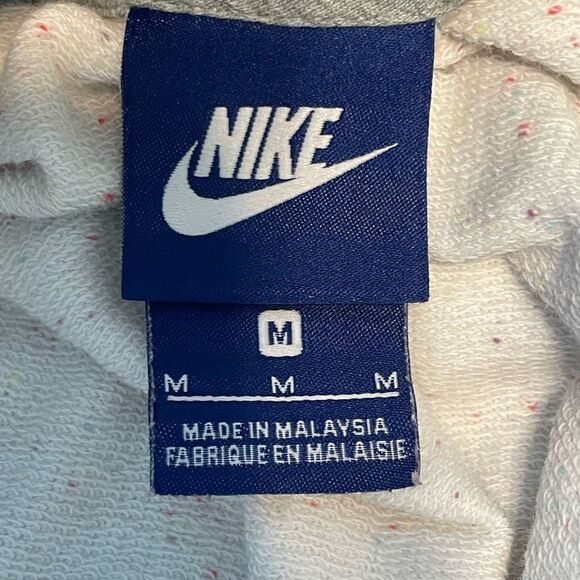 NIKE
M
M M M
MADE IN MALAYSIA
FABRIQUE EN MALAISIE